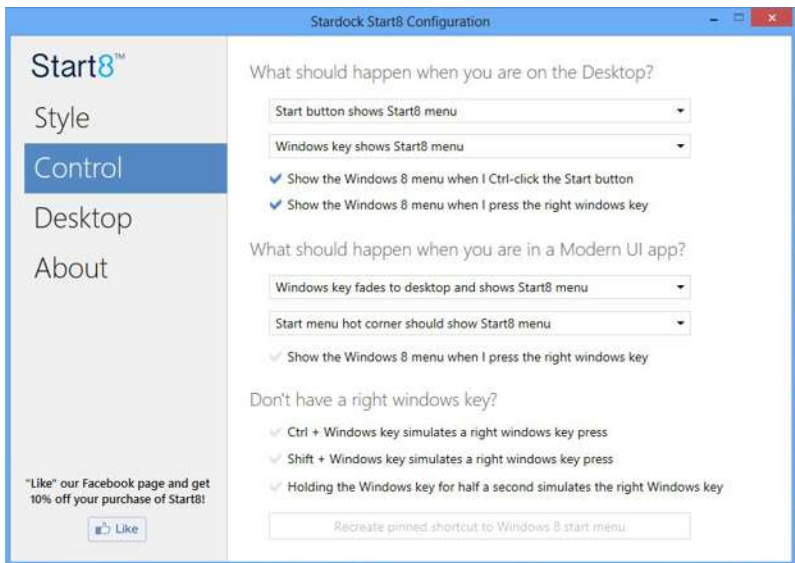 Stardock Start8 Configuration
Start8™
Style
Control
Desktop
About
"Like" our Facebook page and get
10% off your purchase of Start8!
Like
What should happen when you are on the Desktop?
Start button shows Start8 menu
Windows key shows Start8 menu
Show the Windows 8 menu when I Ctrl-click the Start button
Show the Windows 8 menu when I press the right windows key
What should happen when you are in a Modern UI app?
Windows key fades to desktop and shows Start8 menu
Start menu hot corner should show Start8 menu
Show the Windows 8 menu when I press the right windows key
Don't have a right windows key?
Ctrl + Windows key simulates a right windows key press
Shift + Windows key simulates a right windows key press
Holding the Windows key for half a second simulates the right Windows key
Recreate pinned shortcut to Windows 8 start menu